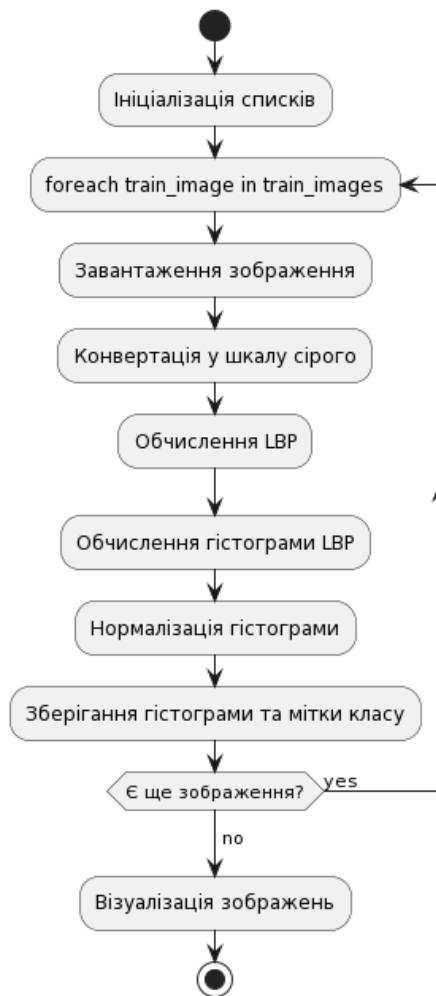 Ініціалізація списків
foreach train_image in train_images
Завантаження зображення
Конвертація у шкалу сірого
Обчислення LBP
Обчислення гістограми LBP
Нормалізація гістограми
Зберігання гістограми та мітки класу
Є ще зображення?
yes
no
Візуалізація зображень